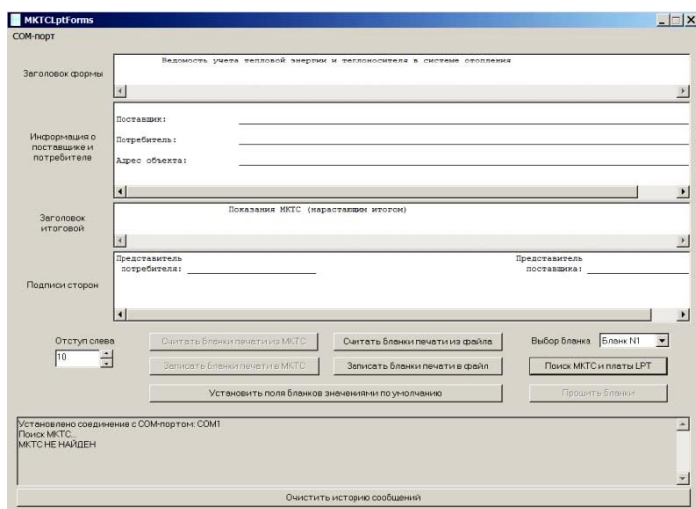 MKTCLptForms
COM-порт
Заголовок формы
Ведомость учета тепловой энергии и теплоносителя в системе отопления
Информация о
поставщике и
потребителе
Поставщик:
Потребитель:
Адрес объекта:
Заголовок
итоговой
Показания МКТС (нарастающим итогом)
Подписи сторон
Представитель
потребителя:
Представитель
поставщика:
Отступ слева
10
Считать бланки печати из МКТС
Считать бланки печати из файла
Выбор бланка
Бланк N1
Записать бланки печати в МКТС
Записать бланки печати в файл
Поиск МКТС и платы LPT
Установить поля бланков значениями по умолчанию
Прошить бланки
Установлено соединение с COM-портом: COM1
Поиск МКТС...
МКТС НЕ НАЙДЕН
Очистить историю сообщений